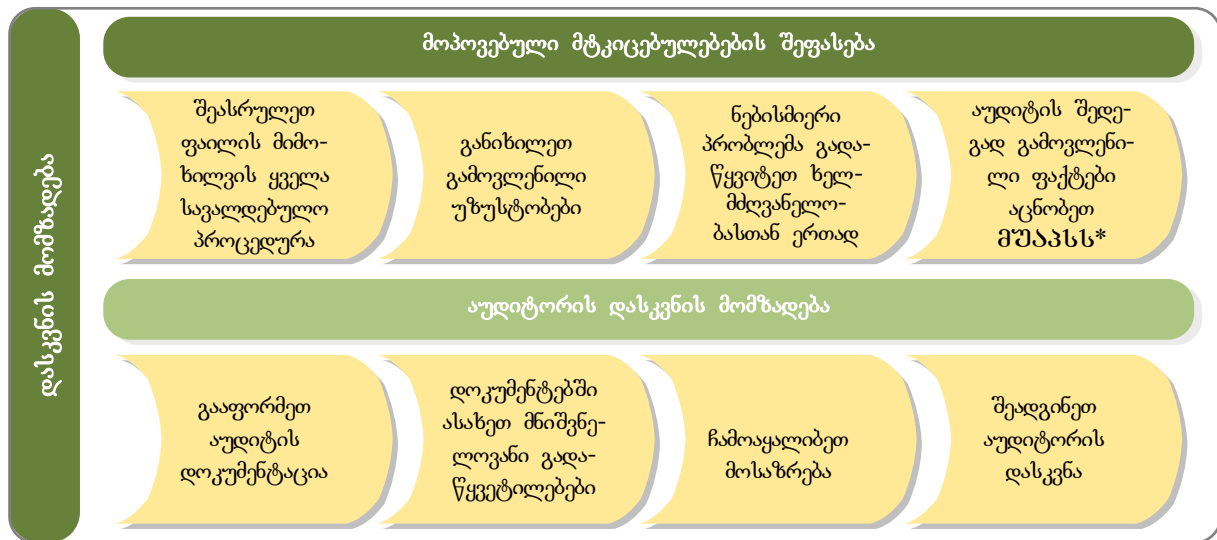 დასკვნის მომზადება
მოპოვებული მტკიცებულებების შეფასება
შეასრულეთ
ფაილის მიმო-
ხილვის ყველა
სავალდებულო
პროცედურა
განიხილეთ
გამოვლენილი
უზუსტობები
ნებისმიერი
პრობლემა გადა-
წყვიტეთ ხელ-
მძღვანელო-
ბასთან ერთად
აუდიტის შედე-
გად გამოვლენი-
ლი ფაქტები
აცნობეთ
მუაპსს*
აუდიტორის დასკვნის მომზადება
გააფორმეთ
აუდიტის
დოკუმენტაცია
დოკუმენტებში
ასახეთ მნიშვნე-
ლოვანი გადა-
წყვეტილებები
ჩამოაყალიბეთ
მოსაზრება
შეადგინეთ
აუდიტორის
დასკვნა